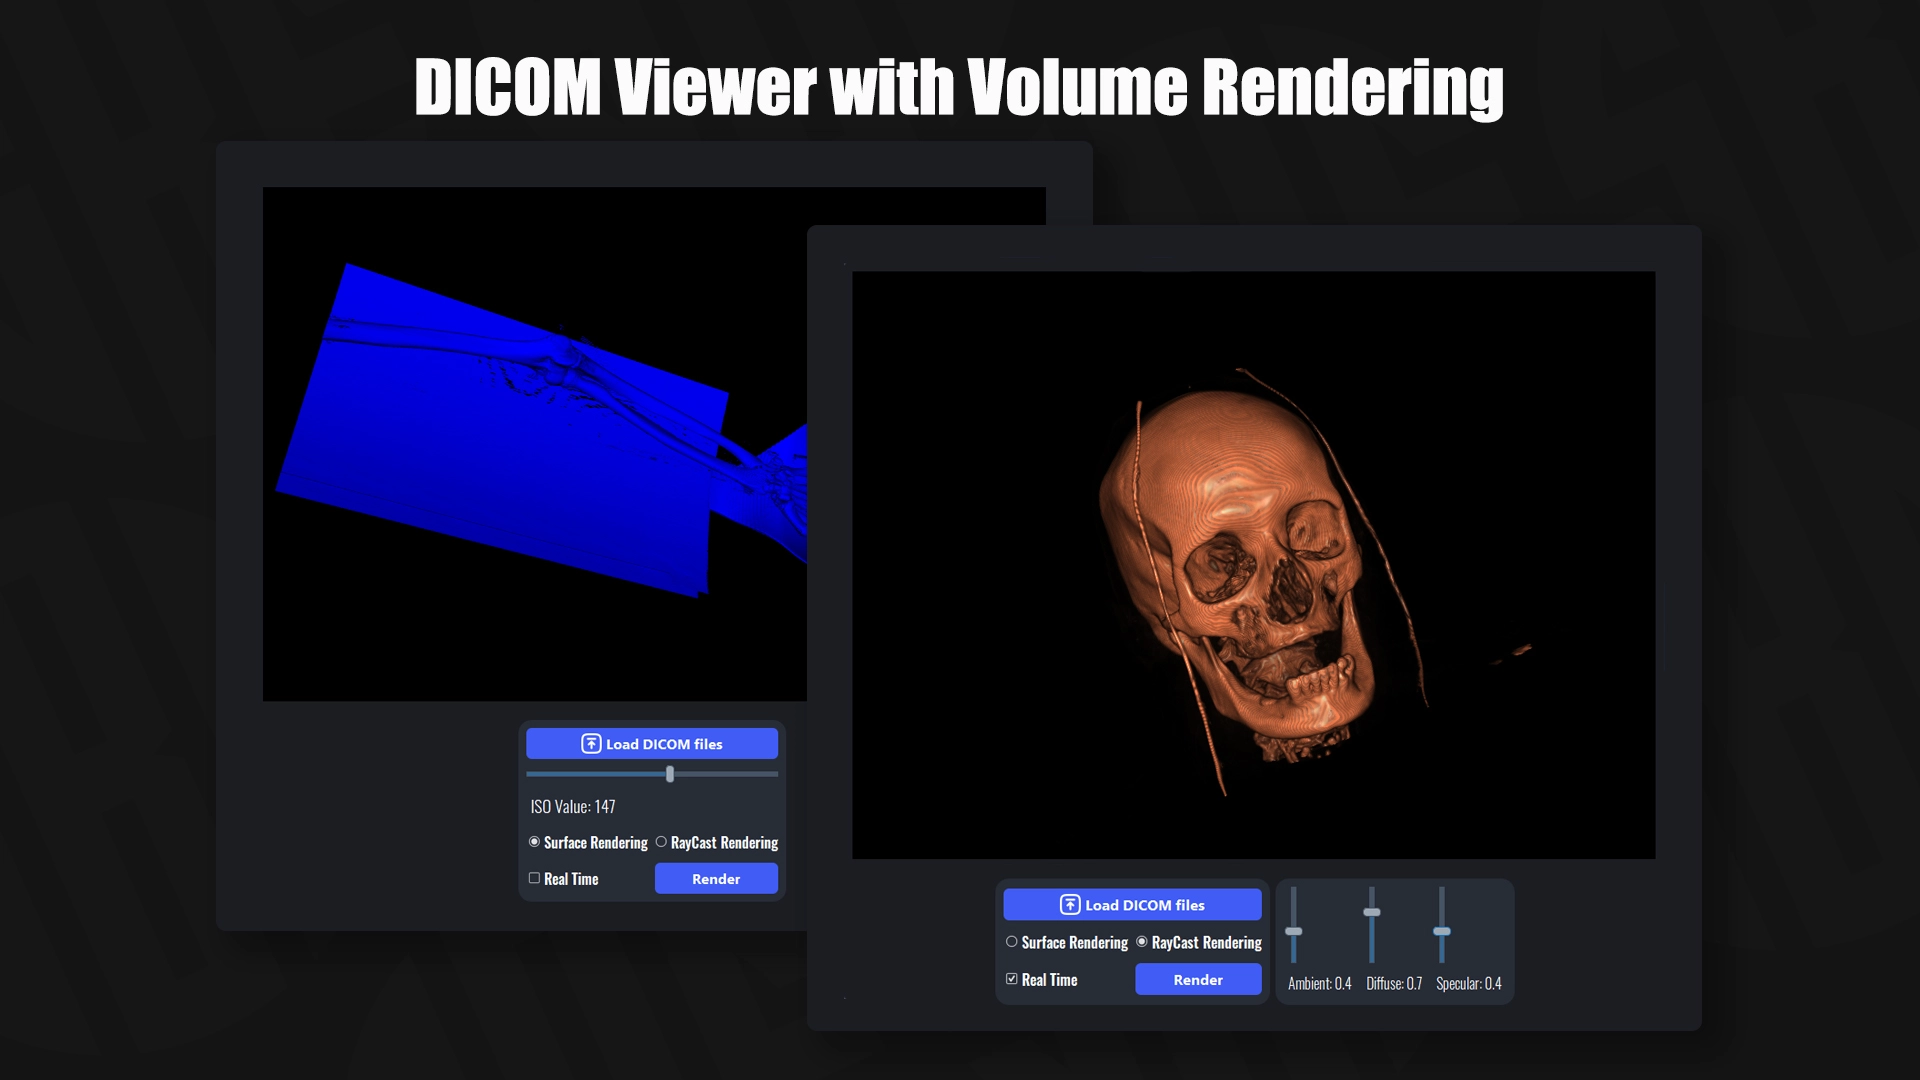 DICOM Viewer with Volume Rendering
Load DICOM files
ISO Value: 147
Surface Rendering RayCast Rendering
Real Time Render
Load DICOM files
Surface Rendering RayCast Rendering
Real Time Render
Ambient: 0.4 Diffuse: 0.7 Specular: 0.4